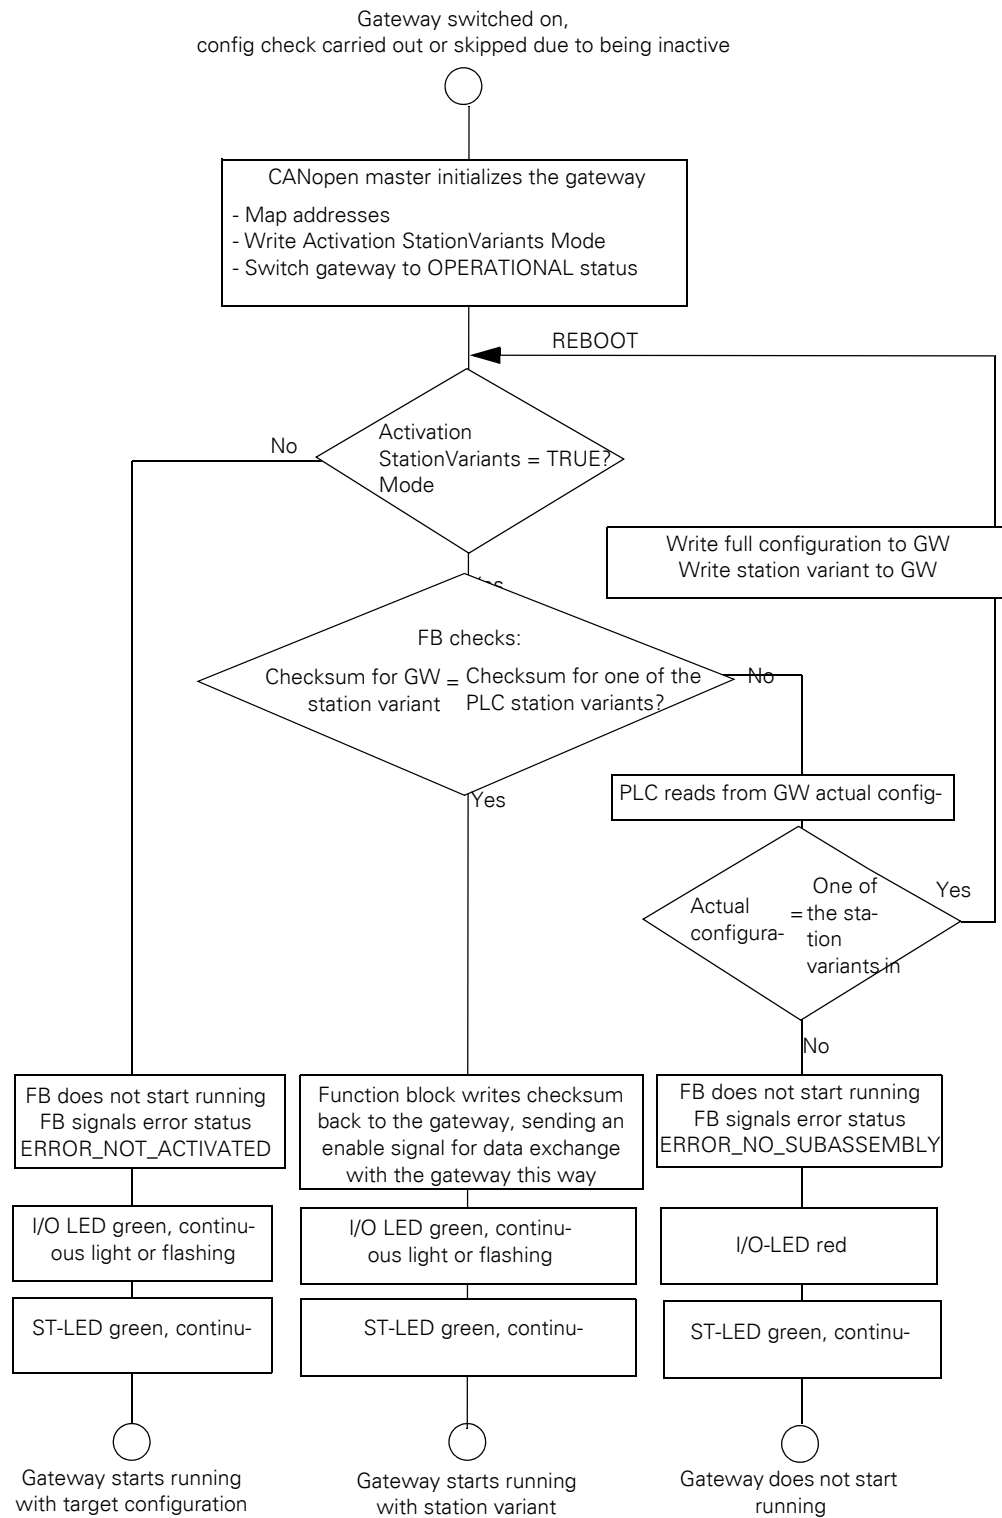 Gateway switched on,
config check carried out or skipped due to being inactive
CANopen master initializes the gateway
- Map addresses
- Write Activation StationVariants Mode
- Switch gateway to OPERATIONAL status
REBOOT
No
Activation
StationVariants = TRUE?
Mode
Write full configuration to GW
Write station variant to GW
Yes
FB checks:
Checksum for GW = Checksum for one of the
station variant PLC station variants?
No
Yes
PLC reads from GW actual config-
Actual
configura-
=
One of
the sta-
tion
variants in
Yes
No
FB does not start running
FB signals error status
ERROR_NOT_ACTIVATED
Function block writes checksum
back to the gateway, sending an
enable signal for data exchange
with the gateway this way
FB does not start running
FB signals error status
ERROR_NO_SUBASSEMBLY
I/O LED green, continu-
ous light or flashing
I/O LED green, continu-
ous light or flashing
I/O-LED red
ST-LED green, continu-
ST-LED green, continu-
ST-LED green, continu-
Gateway starts running
with target configuration
Gateway starts running
with station variant
Gateway does not start
running